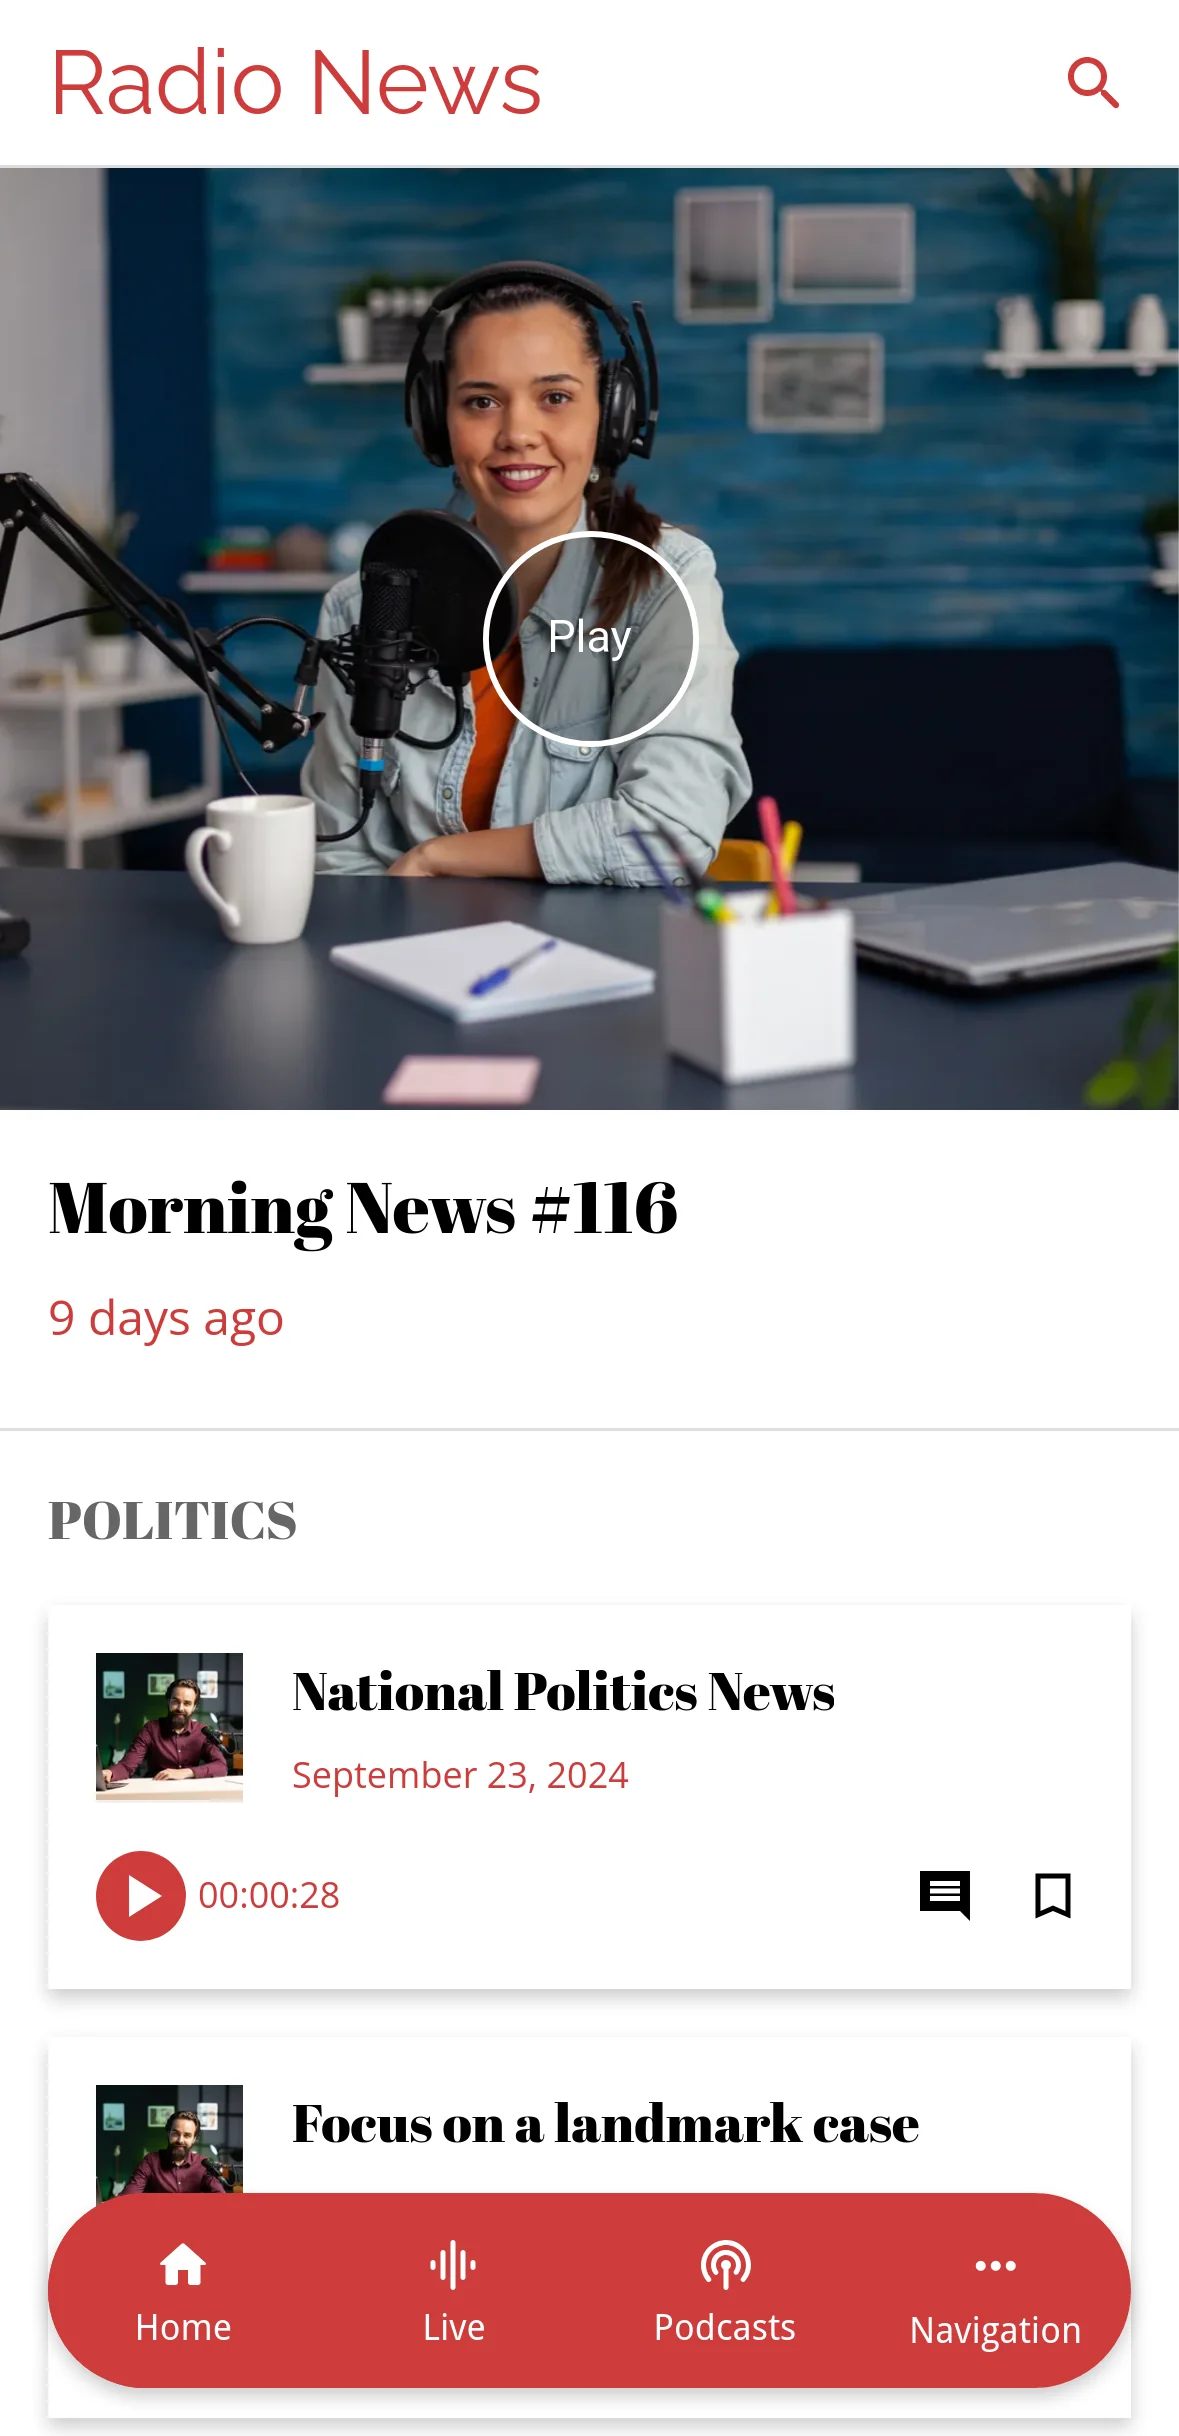 Radio News
Play
Morning News #116
9 days ago
POLITICS
National Politics News
September 23, 2024
00:00:28
Focus on a landmark case
Home
Live
Podcasts
Navigation